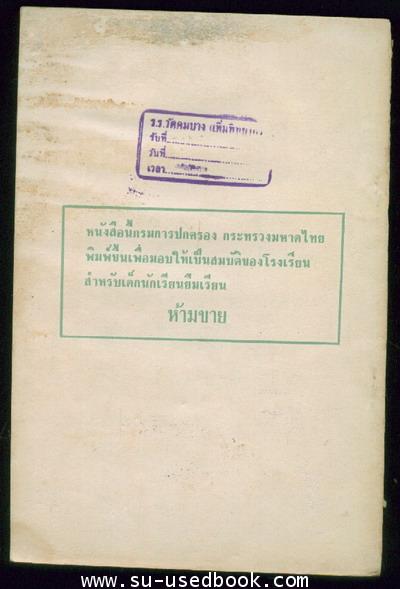 ร.ร.วัดคมบาง
รับที่
วันที่
เวลา
หนังสือนี้กรมการปกครอง กระทรวงมหาดไทย
พิมพ์ขึ้นเพื่อมอบให้เป็นสมบัติของโรงเรียน
สำหรับเด็กนักเรียนยืมเรียน
ห้ามขาย
www.su-usedbook.com